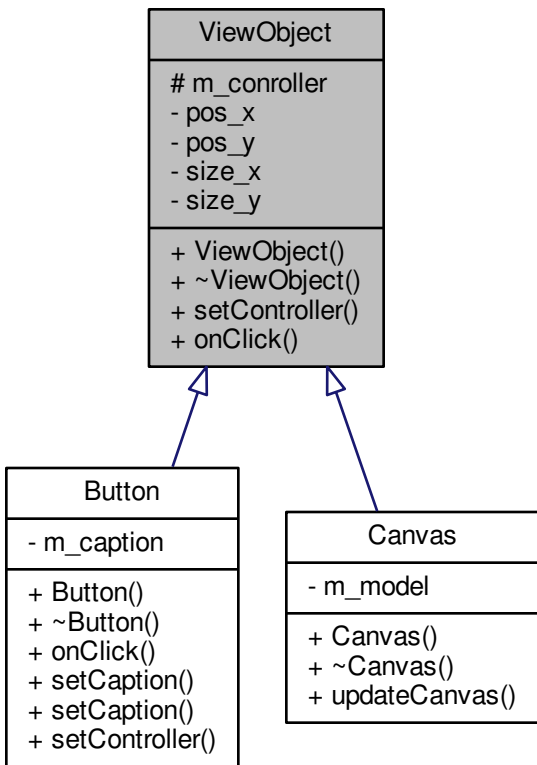 ViewObject
# m_conroller
- pos_x
- pos_y
- size_x
- size_y
+ ViewObject()
+ ~ViewObject()
+ setController()
+ onClick()
Button
- m_caption
+ Button()
+ ~Button()
+ onClick()
+ setCaption()
+ setCaption()
+ setController()
Canvas
- m_model
+ Canvas()
+ ~Canvas()
+ updateCanvas()